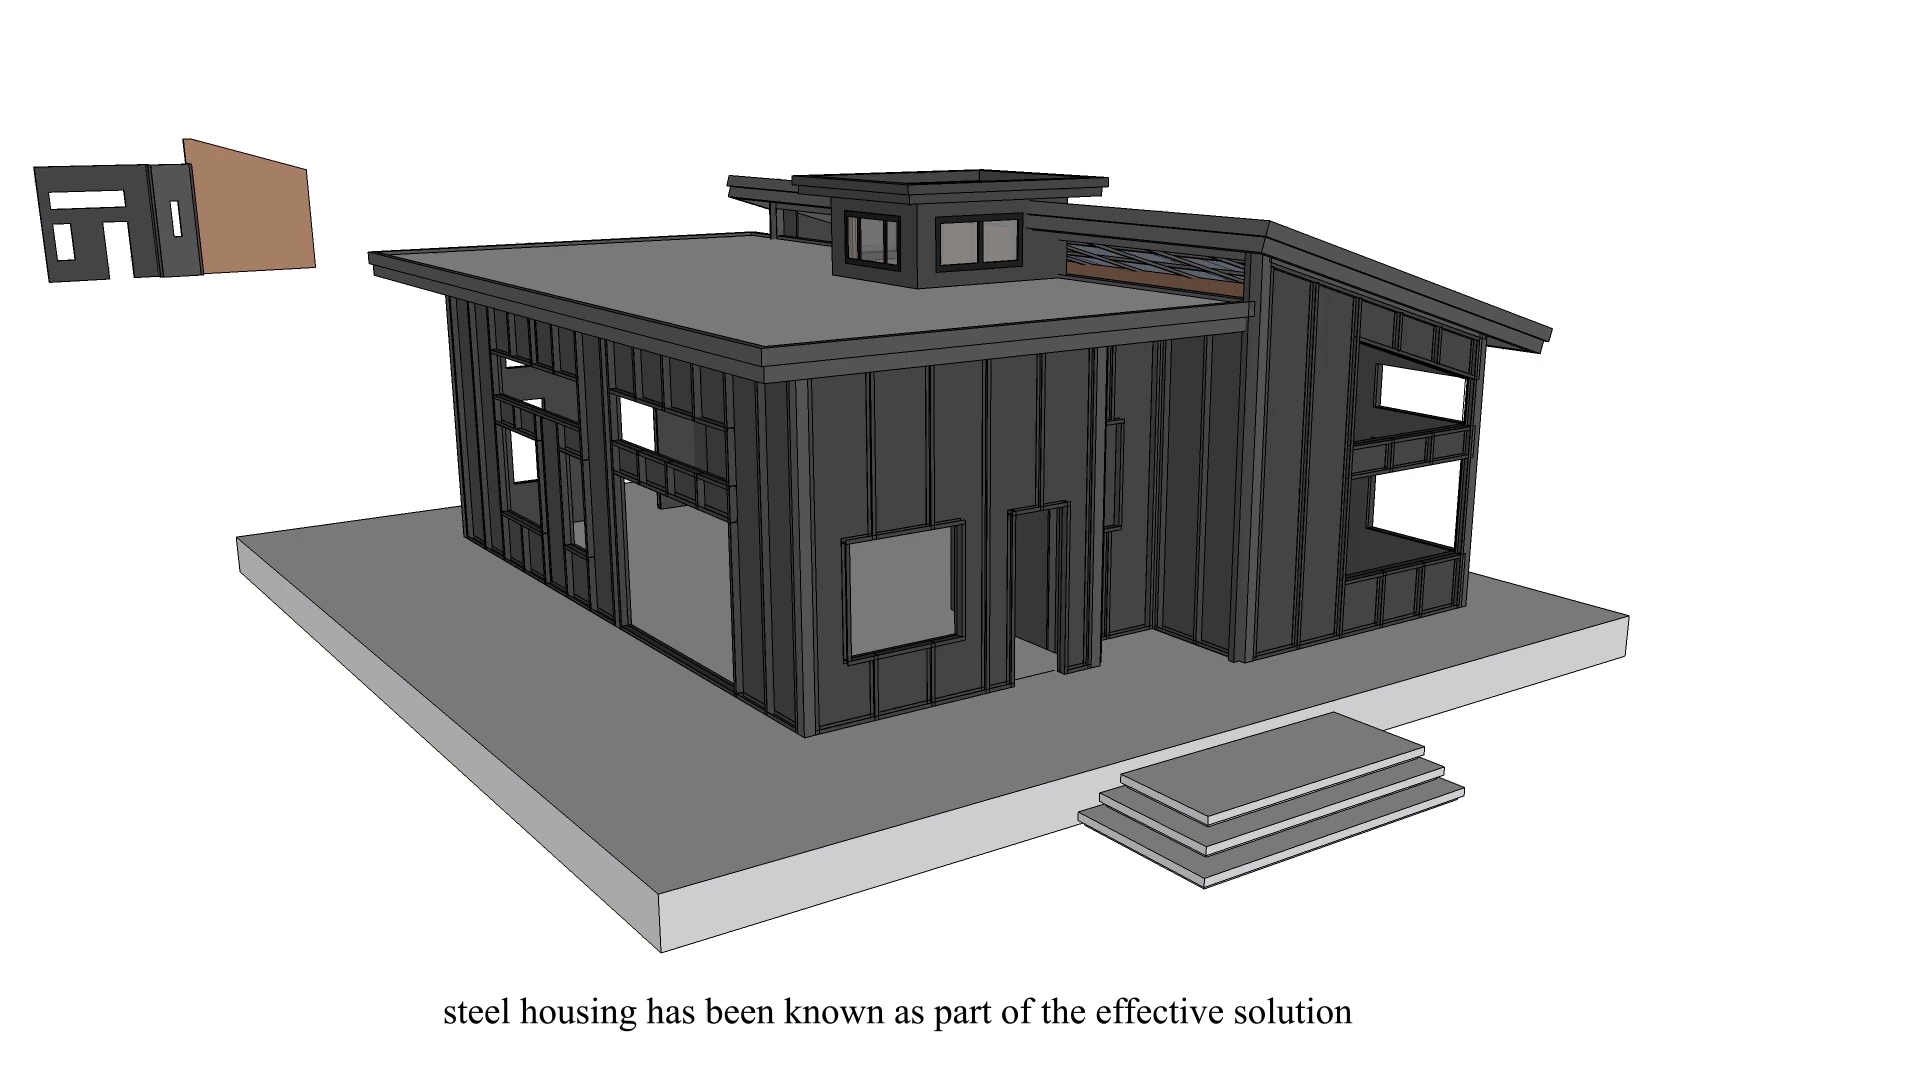 steel housing has been known as part of the effective solution